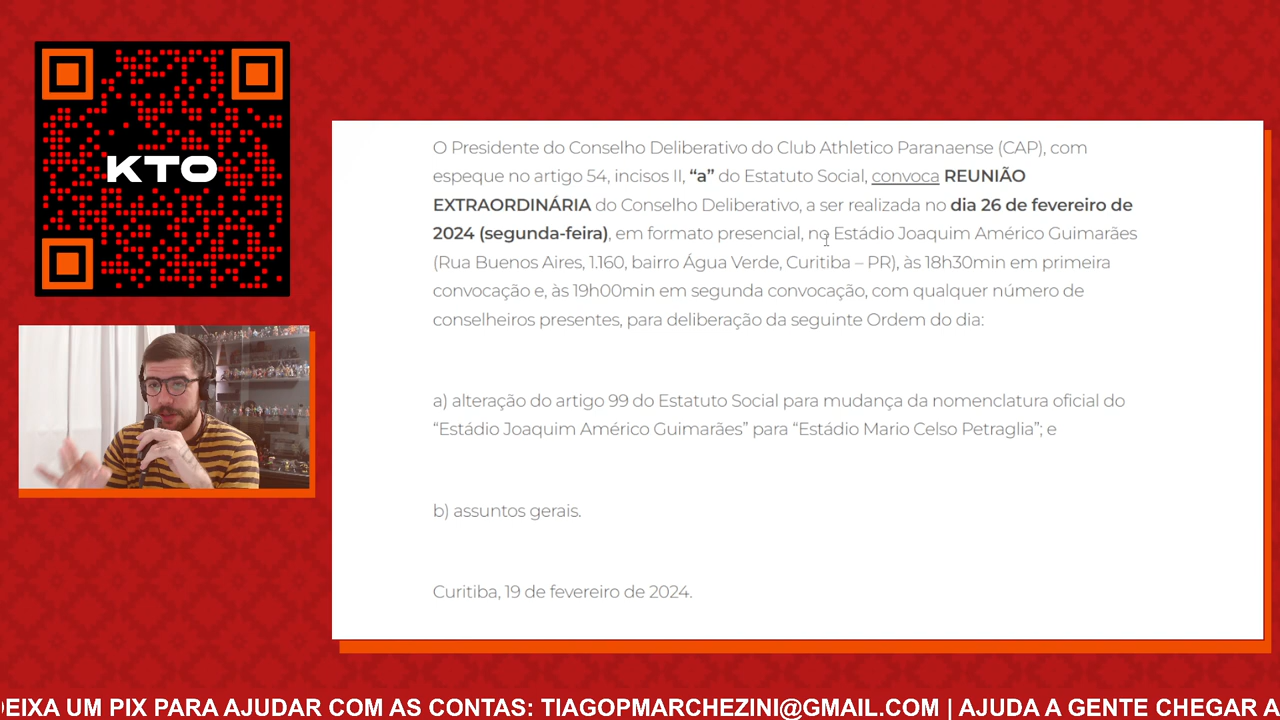 KTO
O Presidente do Conselho Deliberativo do Club Athletico Paranaense (CAP), com
espeque no artigo 54, incisos II, “a” do Estatuto Social, convoca REUNIÃO
EXTRAORDINÁRIA do Conselho Deliberativo, a ser realizada no dia 26 de fevereiro de
2024 (segunda-feira), em formato presencial, no Estádio Joaquim Américo Guimarães
(Rua Buenos Aires, 1.160, bairro Água Verde, Curitiba – PR), às 18h30min em primeira
convocação e, às 19h00min em segunda convocação, com qualquer número de
conselheiros presentes, para deliberação da seguinte Ordem do dia:
a) alteração do artigo 99 do Estatuto Social para mudança da nomenclatura oficial do
“Estádio Joaquim Américo Guimarães” para “Estádio Mario Celso Petraglia”; e
b) assuntos gerais.
Curitiba, 19 de fevereiro de 2024.
EIXA UM PIX PARA AJUDAR COM AS CONTAS: TIAGOPMARCHEZINI@GMAIL.COM | AJUDA A GENTE CHEGAR A